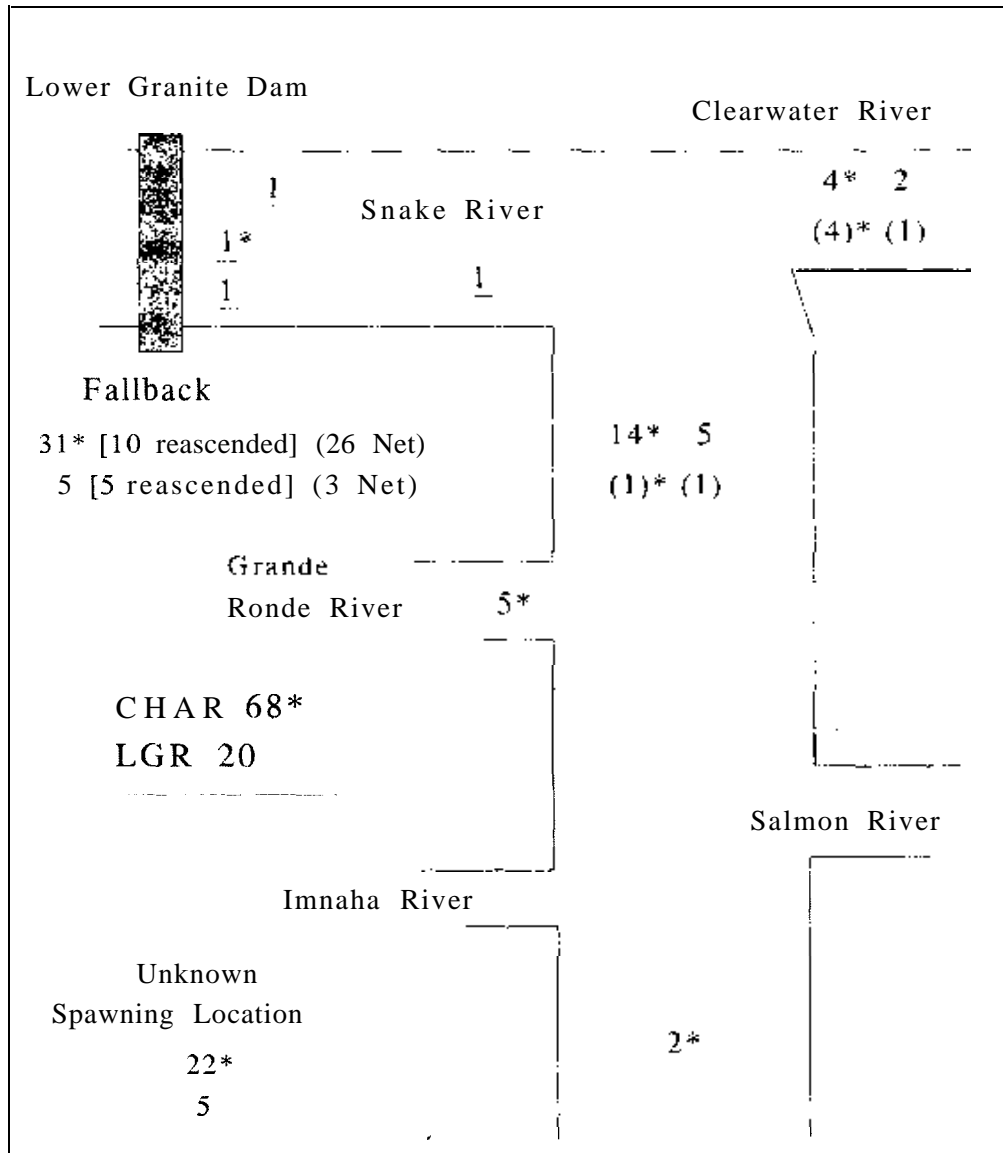 Lower Granite Dam
Clearwater River
1
Snake River
4* 2
1*
(4)* (1)
1
1
Fallback
31* [10 reascended] (26 Net)
5 [5 reascended] (3 Net)
14* 5
(1)* (1)
Grande
Ronde River
5*
CHAR 68*
LGR 20
Salmon River
Imnaha River
Unknown
Spawning Location
22*
5
2*